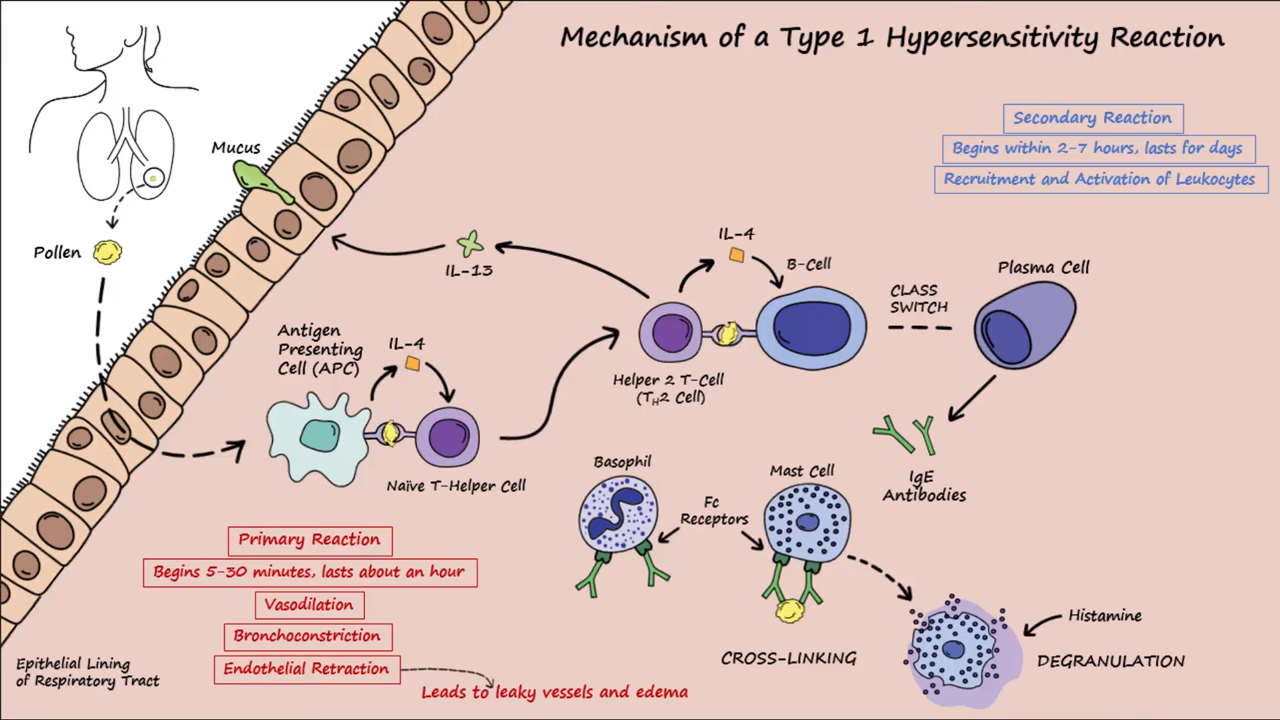 Mechanism of a Type 1 Hypersensitivity Reaction
Secondary Reaction
Begins within 2-7 hours, lasts for days
Recruitment and Activation of Leukocytes
Mucus
Pollen
IL-13
IL-4
B-Cell
CLASS
SWITCH
Plasma Cell
Antigen
Presenting
Cell (APC)
IL-4
Helper 2 T-Cell
(TH2 Cell)
Naïve T-Helper Cell
IgE
Antibodies
Basophil
Fc
Receptors
Mast Cell
Primary Reaction
Begins 5-30 minutes, lasts about an hour
Vasodilation
Bronchoconstriction
Endothelial Retraction
Leads to leaky vessels and edema
Epithelial Lining
of Respiratory Tract
CROSS-LINKING
Histamine
DEGRANULATION